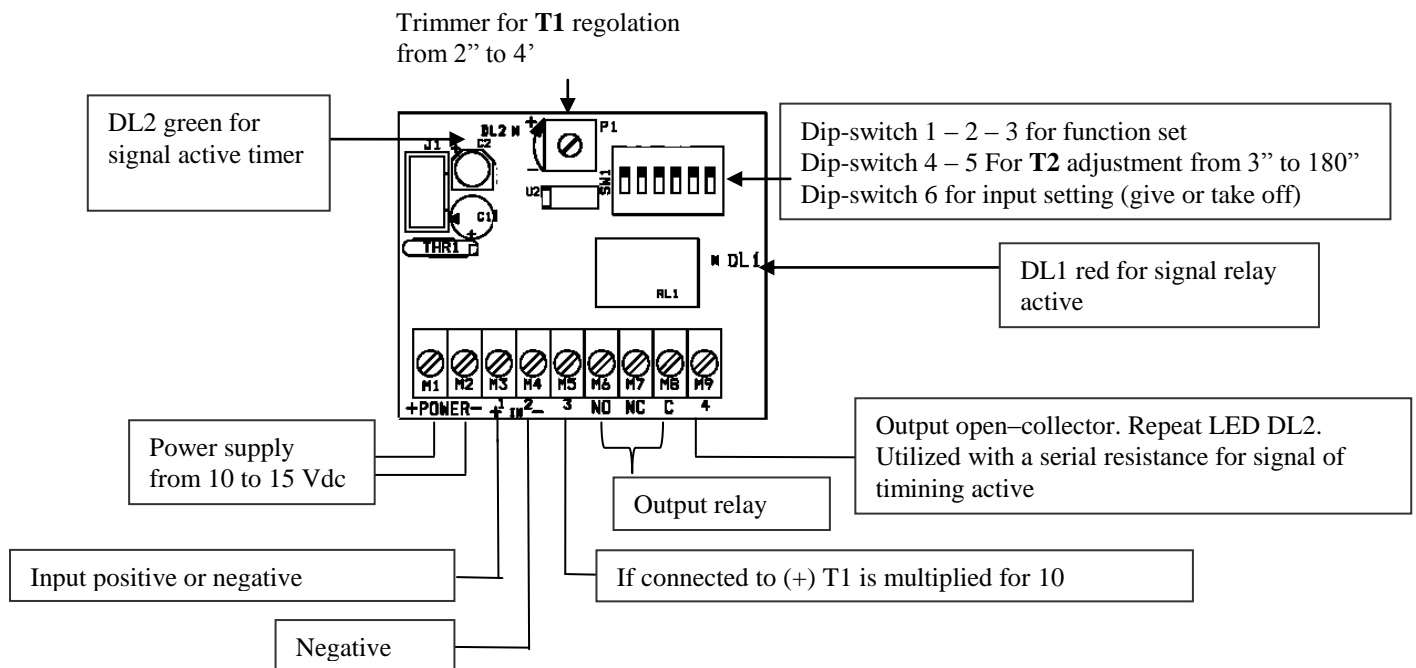 Trimmer for T1 regolation
from 2” to 4’
DL2 green for
signal active timer
Dip-switch 1 – 2 – 3 for function set
Dip-switch 4 – 5 For T2 adjustment from 3” to 180”
Dip-switch 6 for input setting (give or take off)
DL2
+
P1
J1
+
C2
-
U2
SW1
C1
+
THR1
DL1
RL1
DL1 red for signal relay
active
M1 M2 M3 M4 M5 M6 M7 M8 M9
+POWER- + 1 IN 2 - 3 NO NC C 4
Power supply
from 10 to 15 Vdc
Output open–collector. Repeat LED DL2.
Utilized with a serial resistance for signal of
timining active
Output relay
Input positive or negative
If connected to (+) T1 is multiplied for 10
Negative